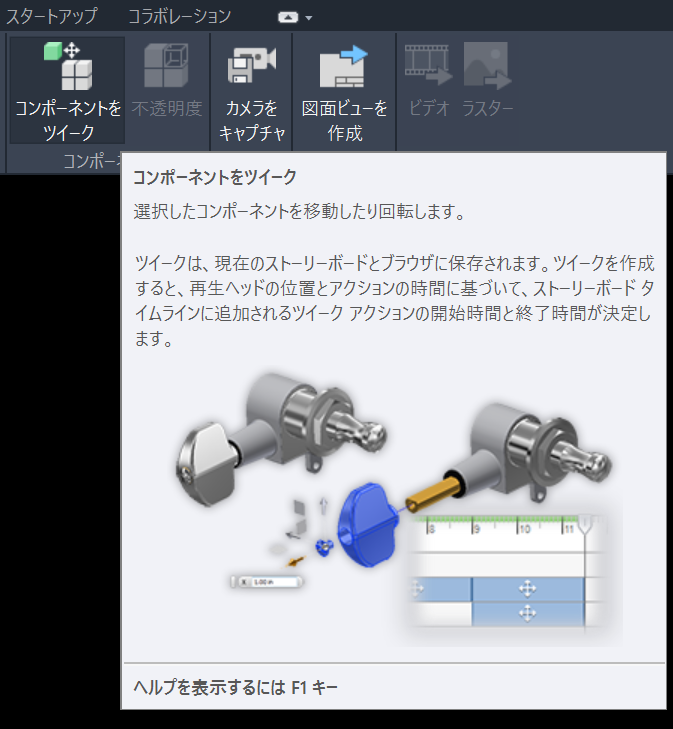 スタートアップ
コラボレーション
コンポーネントを
ツイーク
不透明度
カメラを
キャプチャ
図面ビューを
作成
ビデオ
ラスター
コンポーネントをツイーク
選択したコンポーネントを移動したり回転します。
ツイークは、現在のストーリーボードとブラウザに保存されます。ツイークを作成
すると、再生ヘッドの位置とアクションの時間に基づいて、ストーリーボード タ
イムラインに追加されるツイーク アクションの開始時間と終了時間が決定し
ます。
8 9 10 11
X 1.00 in
ヘルプを表示するには F1 キー